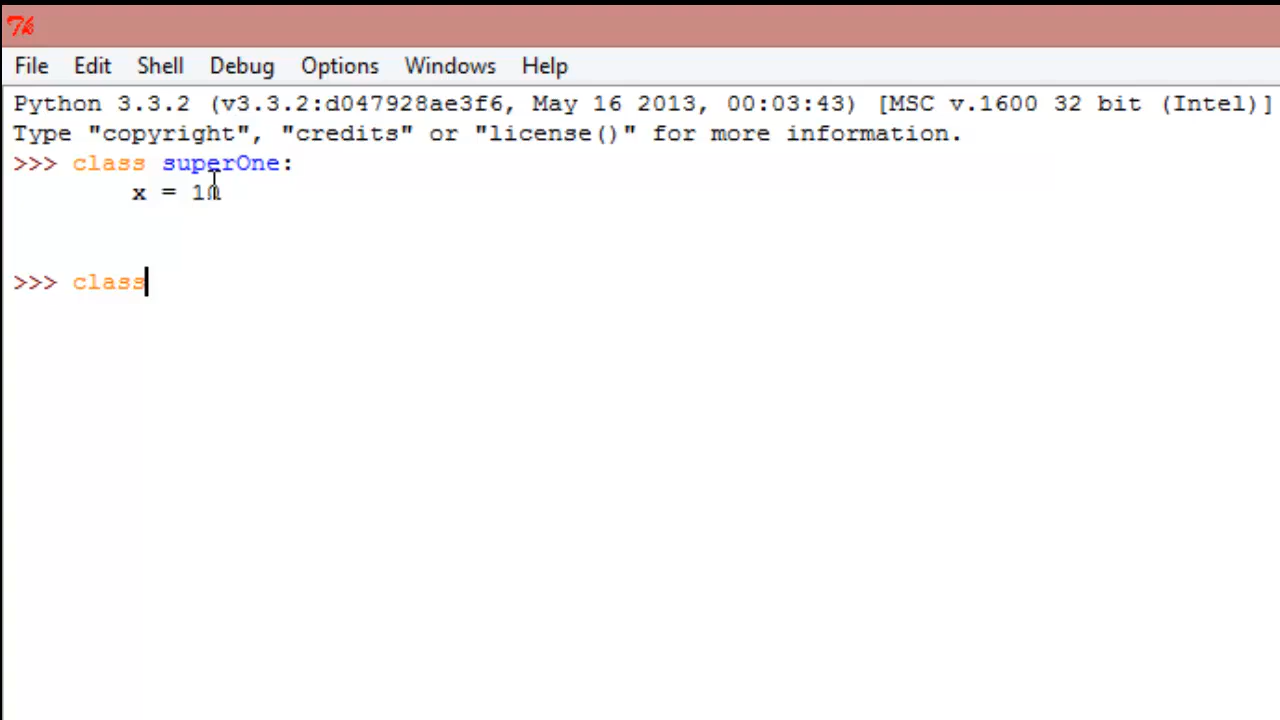 File Edit Shell Debug Options Windows Help
Python 3.3.2 (v3.3.2:d047928ae3f6, May 16 2013, 00:03:43) [MSC v.1600 32 bit (Intel)]
Type "copyright", "credits" or "license()" for more information.
>>> class superOne:
x = 10
>>> class